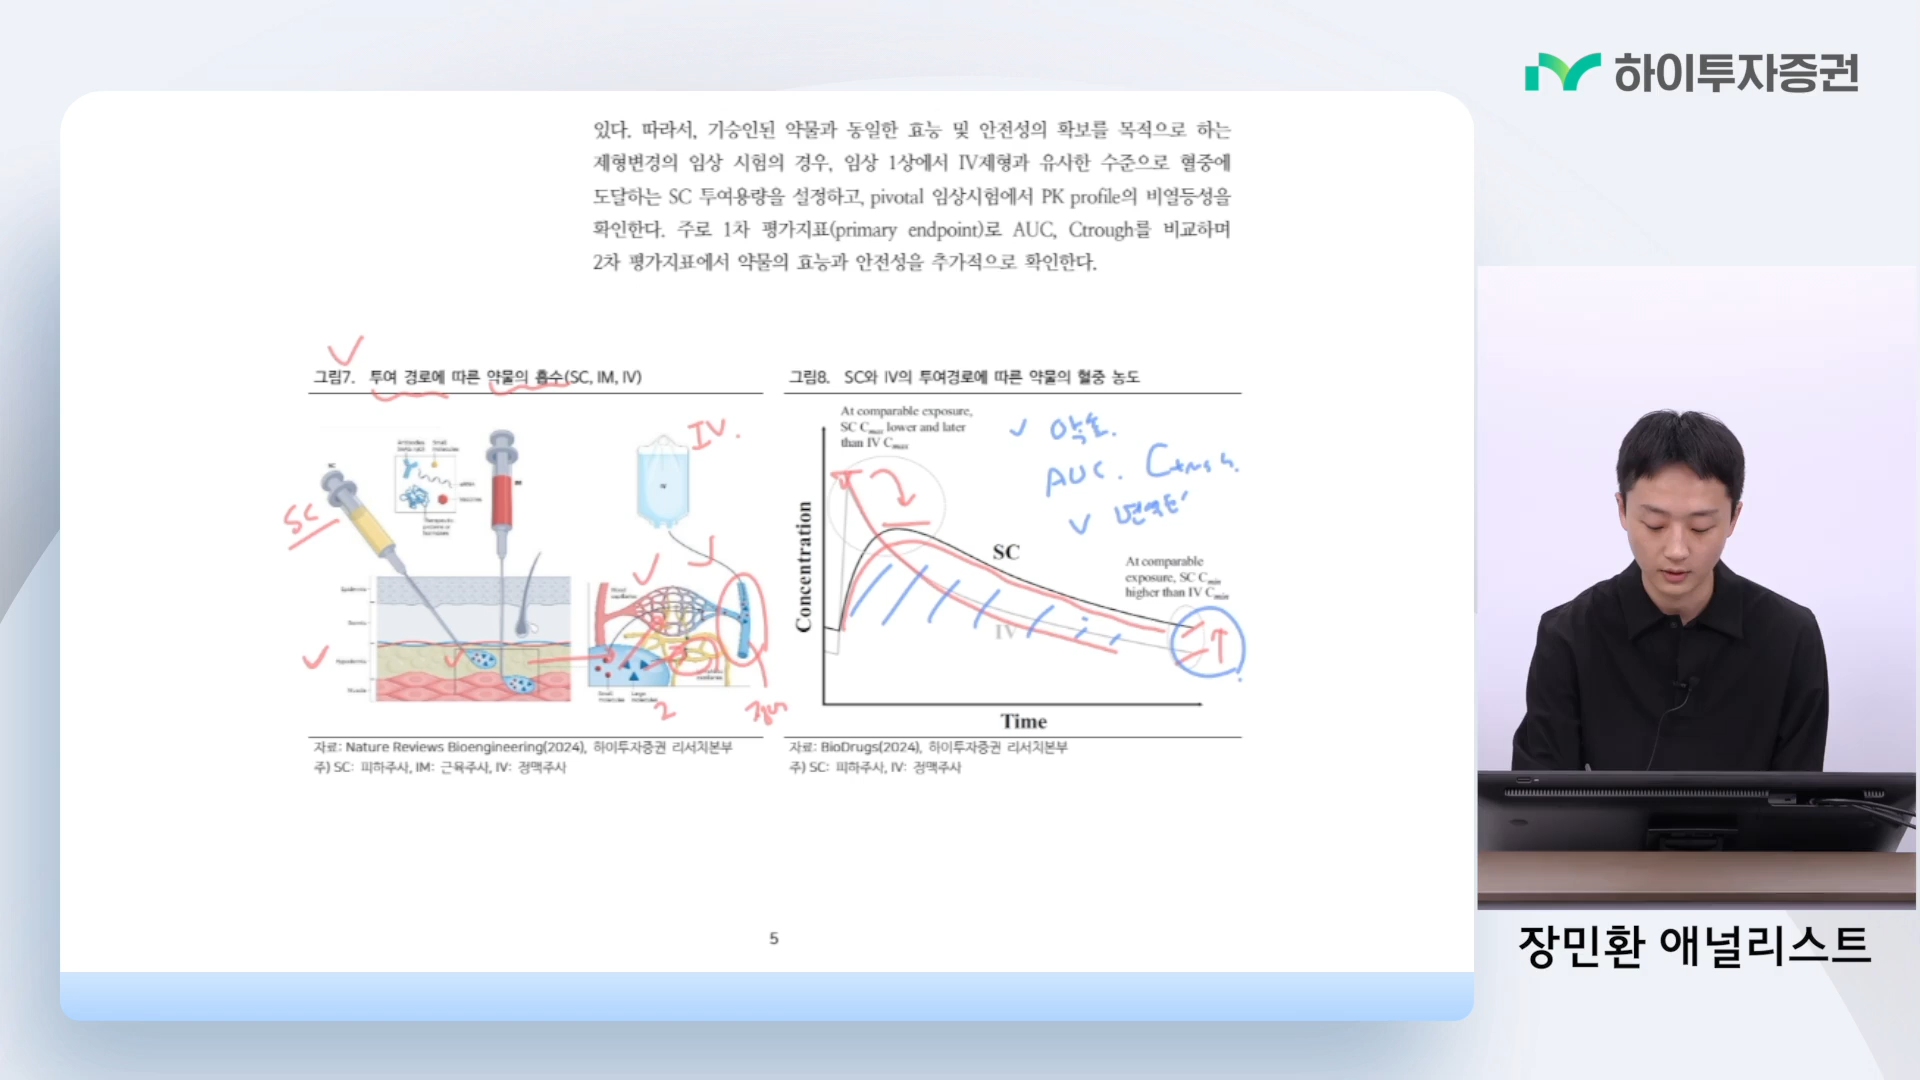 하이투자증권
있다. 따라서, 기승인된 약물과 동일한 효능 및 안전성의 확보를 목적으로 하는
제형변경의 임상 시험의 경우, 임상 1상에서 IV제형과 유사한 수준으로 혈중에
도달하는 SC 투여용량을 설정하고, pivotal 임상시험에서 PK profile의 비열등성을
확인한다. 주로 1차 평가지표(primary endpoint)로 AUC, Ctrough를 비교하며
2차 평가지표에서 약물의 효능과 안전성을 추가적으로 확인한다.
그림7. 투여 경로에 따른 약물의 흡수(SC, IM, IV)
SC
IV.
SC
IM
IV
Epidermis
Dermis
Hypodermis
Muscle
Small molecules
Large molecules
2
자료: Nature Reviews Bioengineering(2024), 하이투자증권 리서치본부
주) SC: 피하주사, IM: 근육주사, IV: 정맥주사
그림8. SC와 IV의 투여경로에 따른 약물의 혈중 농도
At comparable exposure,
SC Cmax lower and later
than IV Cmax
AUC.
Concentration
SC
IV
At comparable
exposure, SC Cmin
higher than IV Cmin
Time
자료: BioDrugs(2024), 하이투자증권 리서치본부
주) SC: 피하주사, IV: 정맥주사
5
장민환 애널리스트